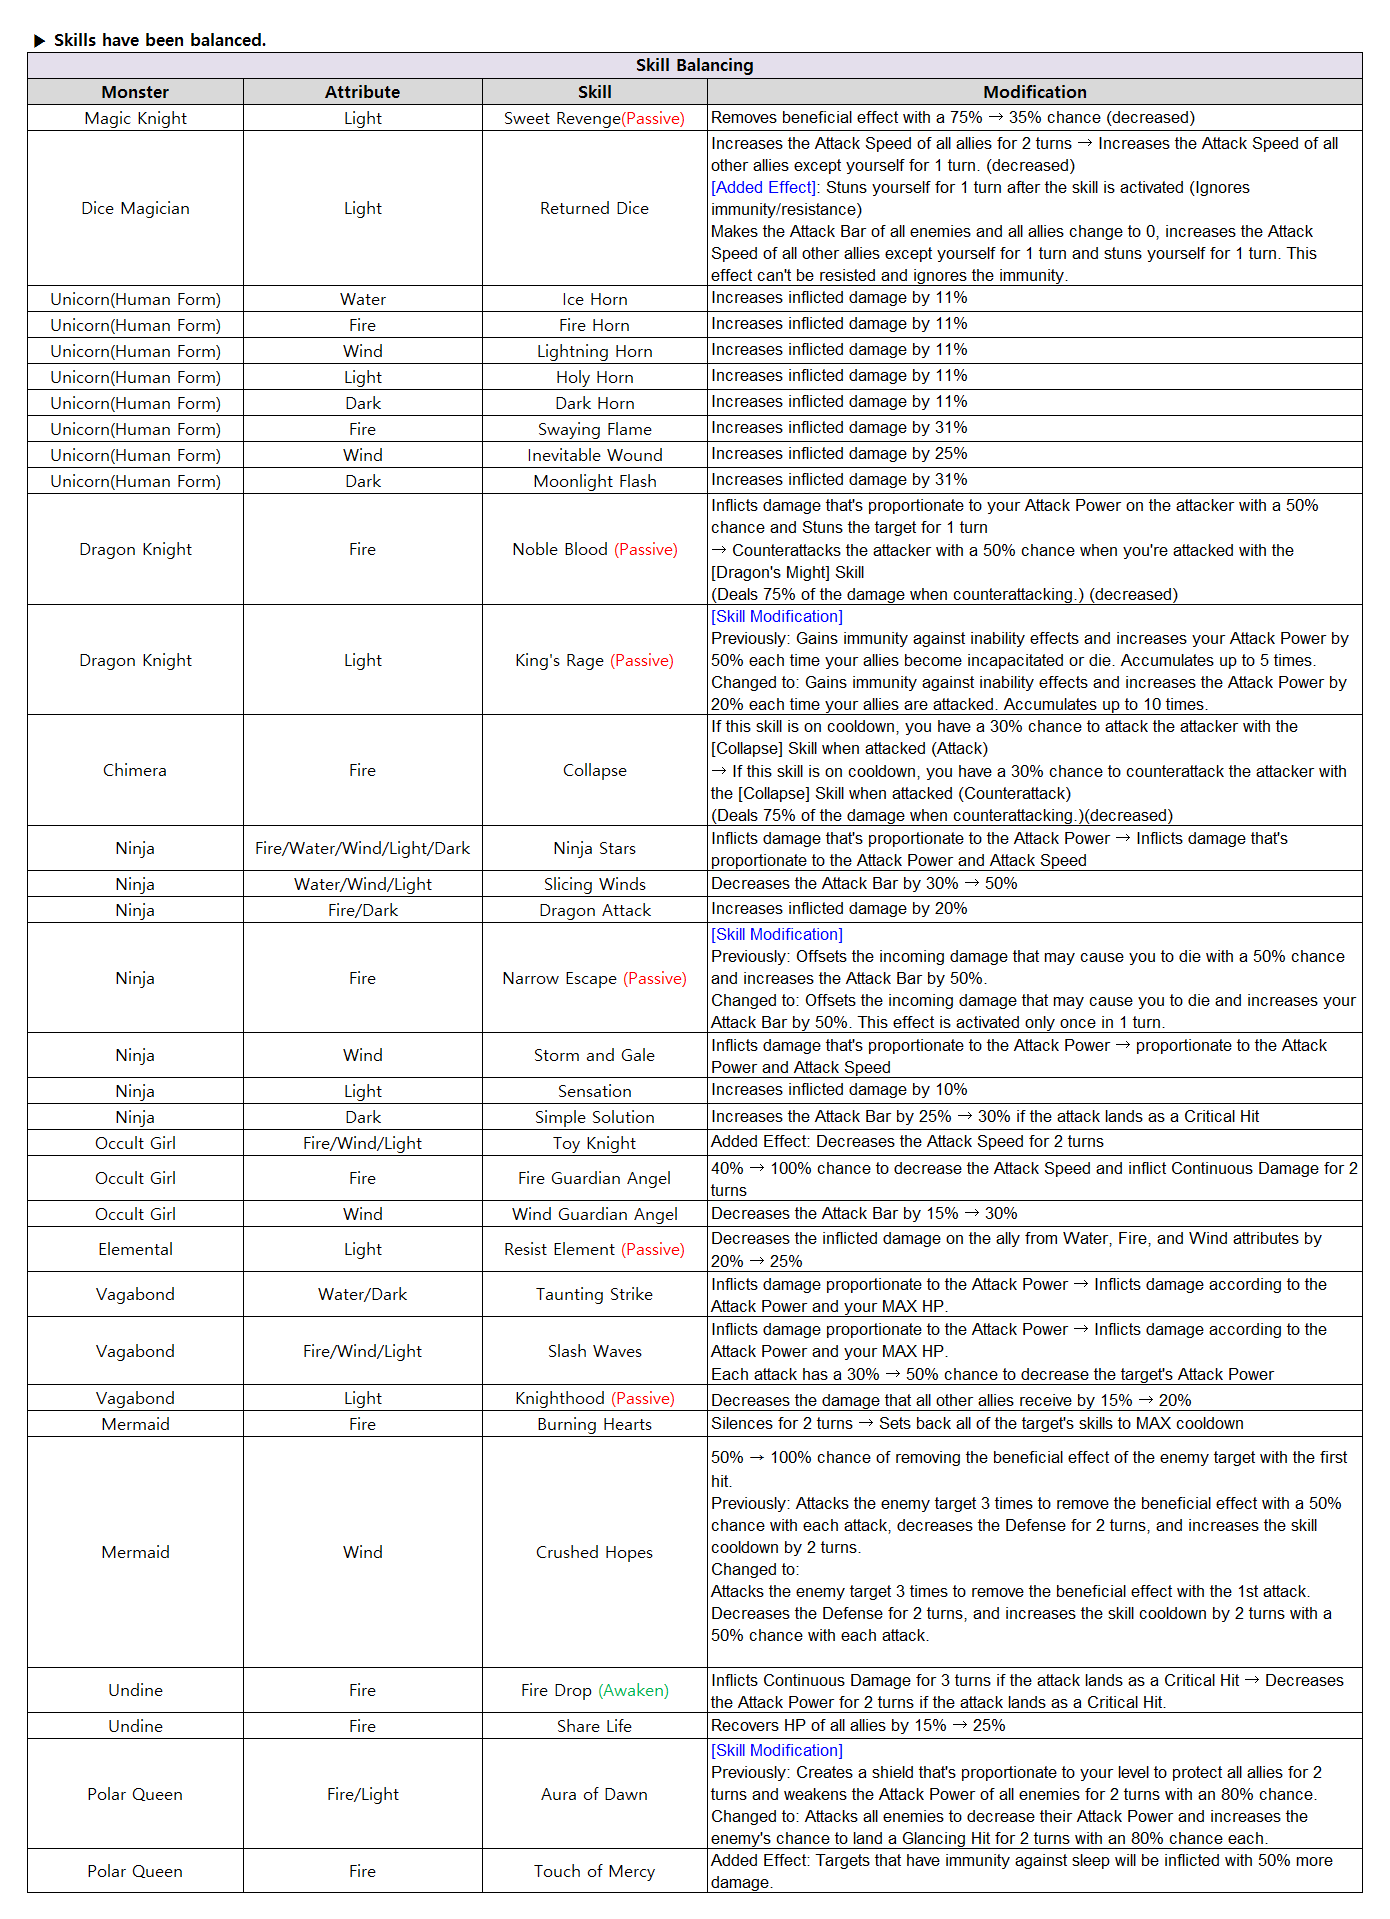 ▶ Skills have been balanced.
Skill Balancing
Monster Attribute Skill Modification
Magic Knight Light Sweet Revenge(Passive) Removes beneficial effect with a 75% → 35% chance (decreased)
Dice Magician Light Returned Dice Increases the Attack Speed of all allies for 2 turns → Increases the Attack Speed of all
other allies except yourself for 1 turn. (decreased)
[Added Effect]: Stuns yourself for 1 turn after the skill is activated (Ignores
immunity/resistance)
Makes the Attack Bar of all enemies and all allies change to 0, increases the Attack
Speed of all other allies except yourself for 1 turn and stuns yourself for 1 turn. This
effect can't be resisted and ignores the immunity.
Unicorn(Human Form) Water Ice Horn Increases inflicted damage by 11%
Unicorn(Human Form) Fire Fire Horn Increases inflicted damage by 11%
Unicorn(Human Form) Wind Lightning Horn Increases inflicted damage by 11%
Unicorn(Human Form) Light Holy Horn Increases inflicted damage by 11%
Unicorn(Human Form) Dark Dark Horn Increases inflicted damage by 11%
Unicorn(Human Form) Fire Swaying Flame Increases inflicted damage by 31%
Unicorn(Human Form) Wind Inevitable Wound Increases inflicted damage by 25%
Unicorn(Human Form) Dark Moonlight Flash Increases inflicted damage by 31%
Dragon Knight Fire Noble Blood (Passive) Inflicts damage that's proportionate to your Attack Power on the attacker with a 50%
chance and Stuns the target for 1 turn
→ Counterattacks the attacker with a 50% chance when you're attacked with the
[Dragon's Might] Skill
(Deals 75% of the damage when counterattacking.) (decreased)
Dragon Knight Light King's Rage (Passive) [Skill Modification]
Previously: Gains immunity against inability effects and increases your Attack Power by
50% each time your allies become incapacitated or die. Accumulates up to 5 times.
Changed to: Gains immunity against inability effects and increases the Attack Power by
20% each time your allies are attacked. Accumulates up to 10 times.
Chimera Fire Collapse If this skill is on cooldown, you have a 30% chance to attack the attacker with the
[Collapse] Skill when attacked (Attack)
→ If this skill is on cooldown, you have a 30% chance to counterattack the attacker with
the [Collapse] Skill when attacked (Counterattack)
(Deals 75% of the damage when counterattacking.)(decreased)
Ninja Fire/Water/Wind/Light/Dark Ninja Stars Inflicts damage that's proportionate to the Attack Power → Inflicts damage that's
proportionate to the Attack Power and Attack Speed
Ninja Water/Wind/Light Slicing Winds Decreases the Attack Bar by 30% → 50%
Ninja Fire/Dark Dragon Attack Increases inflicted damage by 20%
Ninja Fire Narrow Escape (Passive) [Skill Modification]
Previously: Offsets the incoming damage that may cause you to die with a 50% chance
and increases the Attack Bar by 50%.
Changed to: Offsets the incoming damage that may cause you to die and increases your
Attack Bar by 50%. This effect is activated only once in 1 turn.
Ninja Wind Storm and Gale Inflicts damage that's proportionate to the Attack Power → proportionate to the Attack
Power and Attack Speed
Ninja Light Sensation Increases inflicted damage by 10%
Ninja Dark Simple Solution Increases the Attack Bar by 25% → 30% if the attack lands as a Critical Hit
Occult Girl Fire/Wind/Light Toy Knight Added Effect: Decreases the Attack Speed for 2 turns
Occult Girl Fire Fire Guardian Angel 40% → 100% chance to decrease the Attack Speed and inflict Continuous Damage for 2
turns
Occult Girl Wind Wind Guardian Angel Decreases the Attack Bar by 15% → 30%
Elemental Light Resist Element (Passive) Decreases the inflicted damage on the ally from Water, Fire, and Wind attributes by
20% → 25%
Vagabond Water/Dark Taunting Strike Inflicts damage proportionate to the Attack Power → Inflicts damage according to the
Attack Power and your MAX HP.
Vagabond Fire/Wind/Light Slash Waves Inflicts damage proportionate to the Attack Power → Inflicts damage according to the
Attack Power and your MAX HP.
Each attack has a 30% → 50% chance to decrease the target's Attack Power
Vagabond Light Knighthood (Passive) Decreases the damage that all other allies receive by 15% → 20%
Mermaid Fire Burning Hearts Silences for 2 turns → Sets back all of the target's skills to MAX cooldown
Mermaid Wind Crushed Hopes 50% → 100% chance of removing the beneficial effect of the enemy target with the first
hit.
Previously: Attacks the enemy target 3 times to remove the beneficial effect with a 50%
chance with each attack, decreases the Defense for 2 turns, and increases the skill
cooldown by 2 turns.
Changed to:
Attacks the enemy target 3 times to remove the beneficial effect with the 1st attack.
Decreases the Defense for 2 turns, and increases the skill cooldown by 2 turns with a
50% chance with each attack.
Undine Fire Fire Drop (Awaken) Inflicts Continuous Damage for 3 turns if the attack lands as a Critical Hit → Decreases
the Attack Power for 2 turns if the attack lands as a Critical Hit.
Undine Fire Share Life Recovers HP of all allies by 15% → 25%
Polar Queen Fire/Light Aura of Dawn [Skill Modification]
Previously: Creates a shield that's proportionate to your level to protect all allies for 2
turns and weakens the Attack Power of all enemies for 2 turns with an 80% chance.
Changed to: Attacks all enemies to decrease their Attack Power and increases the
enemy's chance to land a Glancing Hit for 2 turns with an 80% chance each.
Polar Queen Fire Touch of Mercy Added Effect: Targets that have immunity against sleep will be inflicted with 50% more
damage.